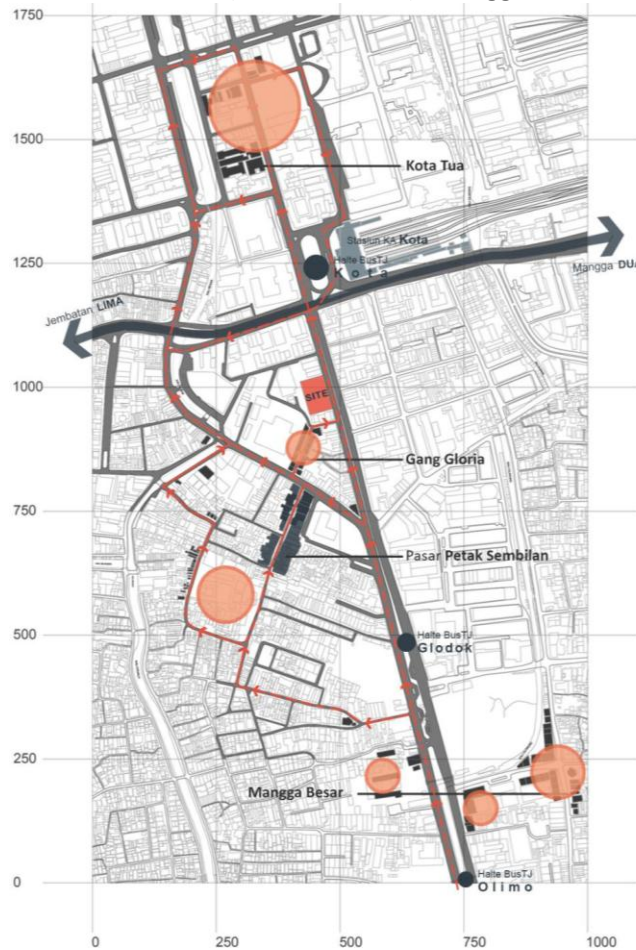 1750
1500
Kota Tua
Stasiun KA Kota
Halte BusTJ
Kota
1250
Mangga DUA
Jembatan LIMA
1000
SITE
Gang Gloria
750
Pasar Petak Sembilan
500
Halte BusTJ
Glodok
250
Mangga Besar
0
Halte BusTJ
Olimo
0 250 500 750 1000